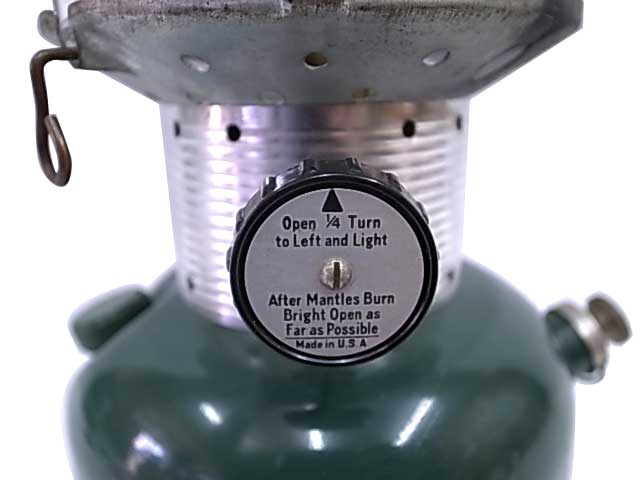 Open ¼ Turn
to Left and Light
After Mantles Burn
Bright Open as
Far as Possible
Made in U.S.A